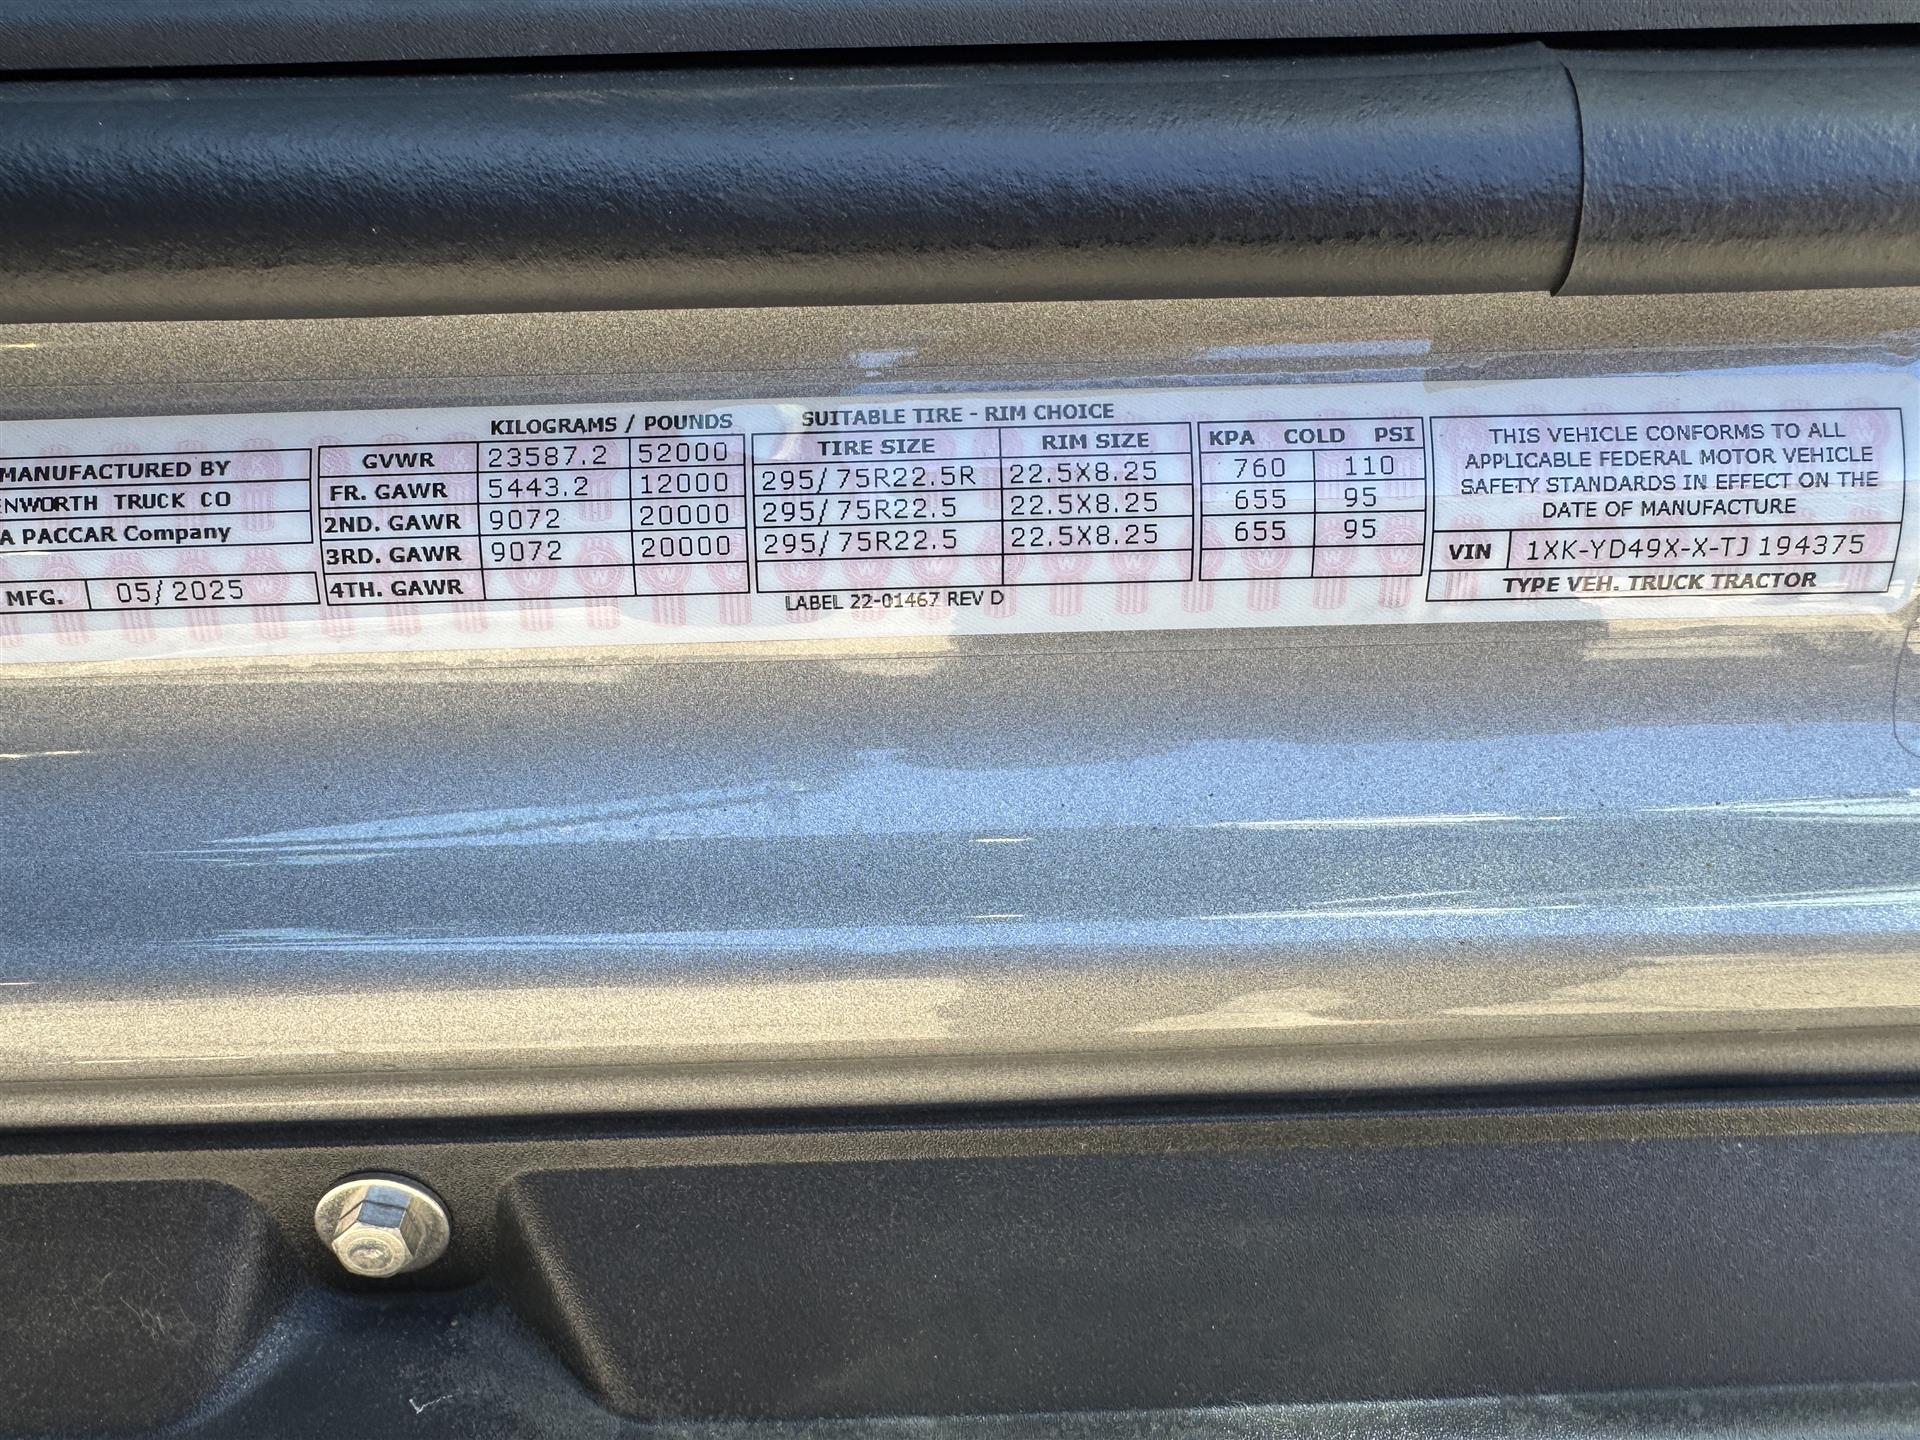 KILOGRAMS / POUNDS SUITABLE TIRE - RIM CHOICE
MANUFACTURED BY
ENWORTH TRUCK CO
A PACCAR Company
MFG. 05/2025
GVWR 23587.2 52000
FR. GAWR 5443.2 12000
2ND. GAWR 9072 20000
3RD. GAWR 9072 20000
4TH. GAWR
TIRE SIZE RIM SIZE
295/75R22.5R 22.5X8.25
295/75R22.5 22.5X8.25
295/75R22.5 22.5X8.25
LABEL 22-01467 REV D
KPA COLD PSI
760 110
655 95
655 95
THIS VEHICLE CONFORMS TO ALL
APPLICABLE FEDERAL MOTOR VEHICLE
SAFETY STANDARDS IN EFFECT ON THE
DATE OF MANUFACTURE
VIN 1XK-YD49X-X-TJ194375
TYPE VEH. TRUCK TRACTOR